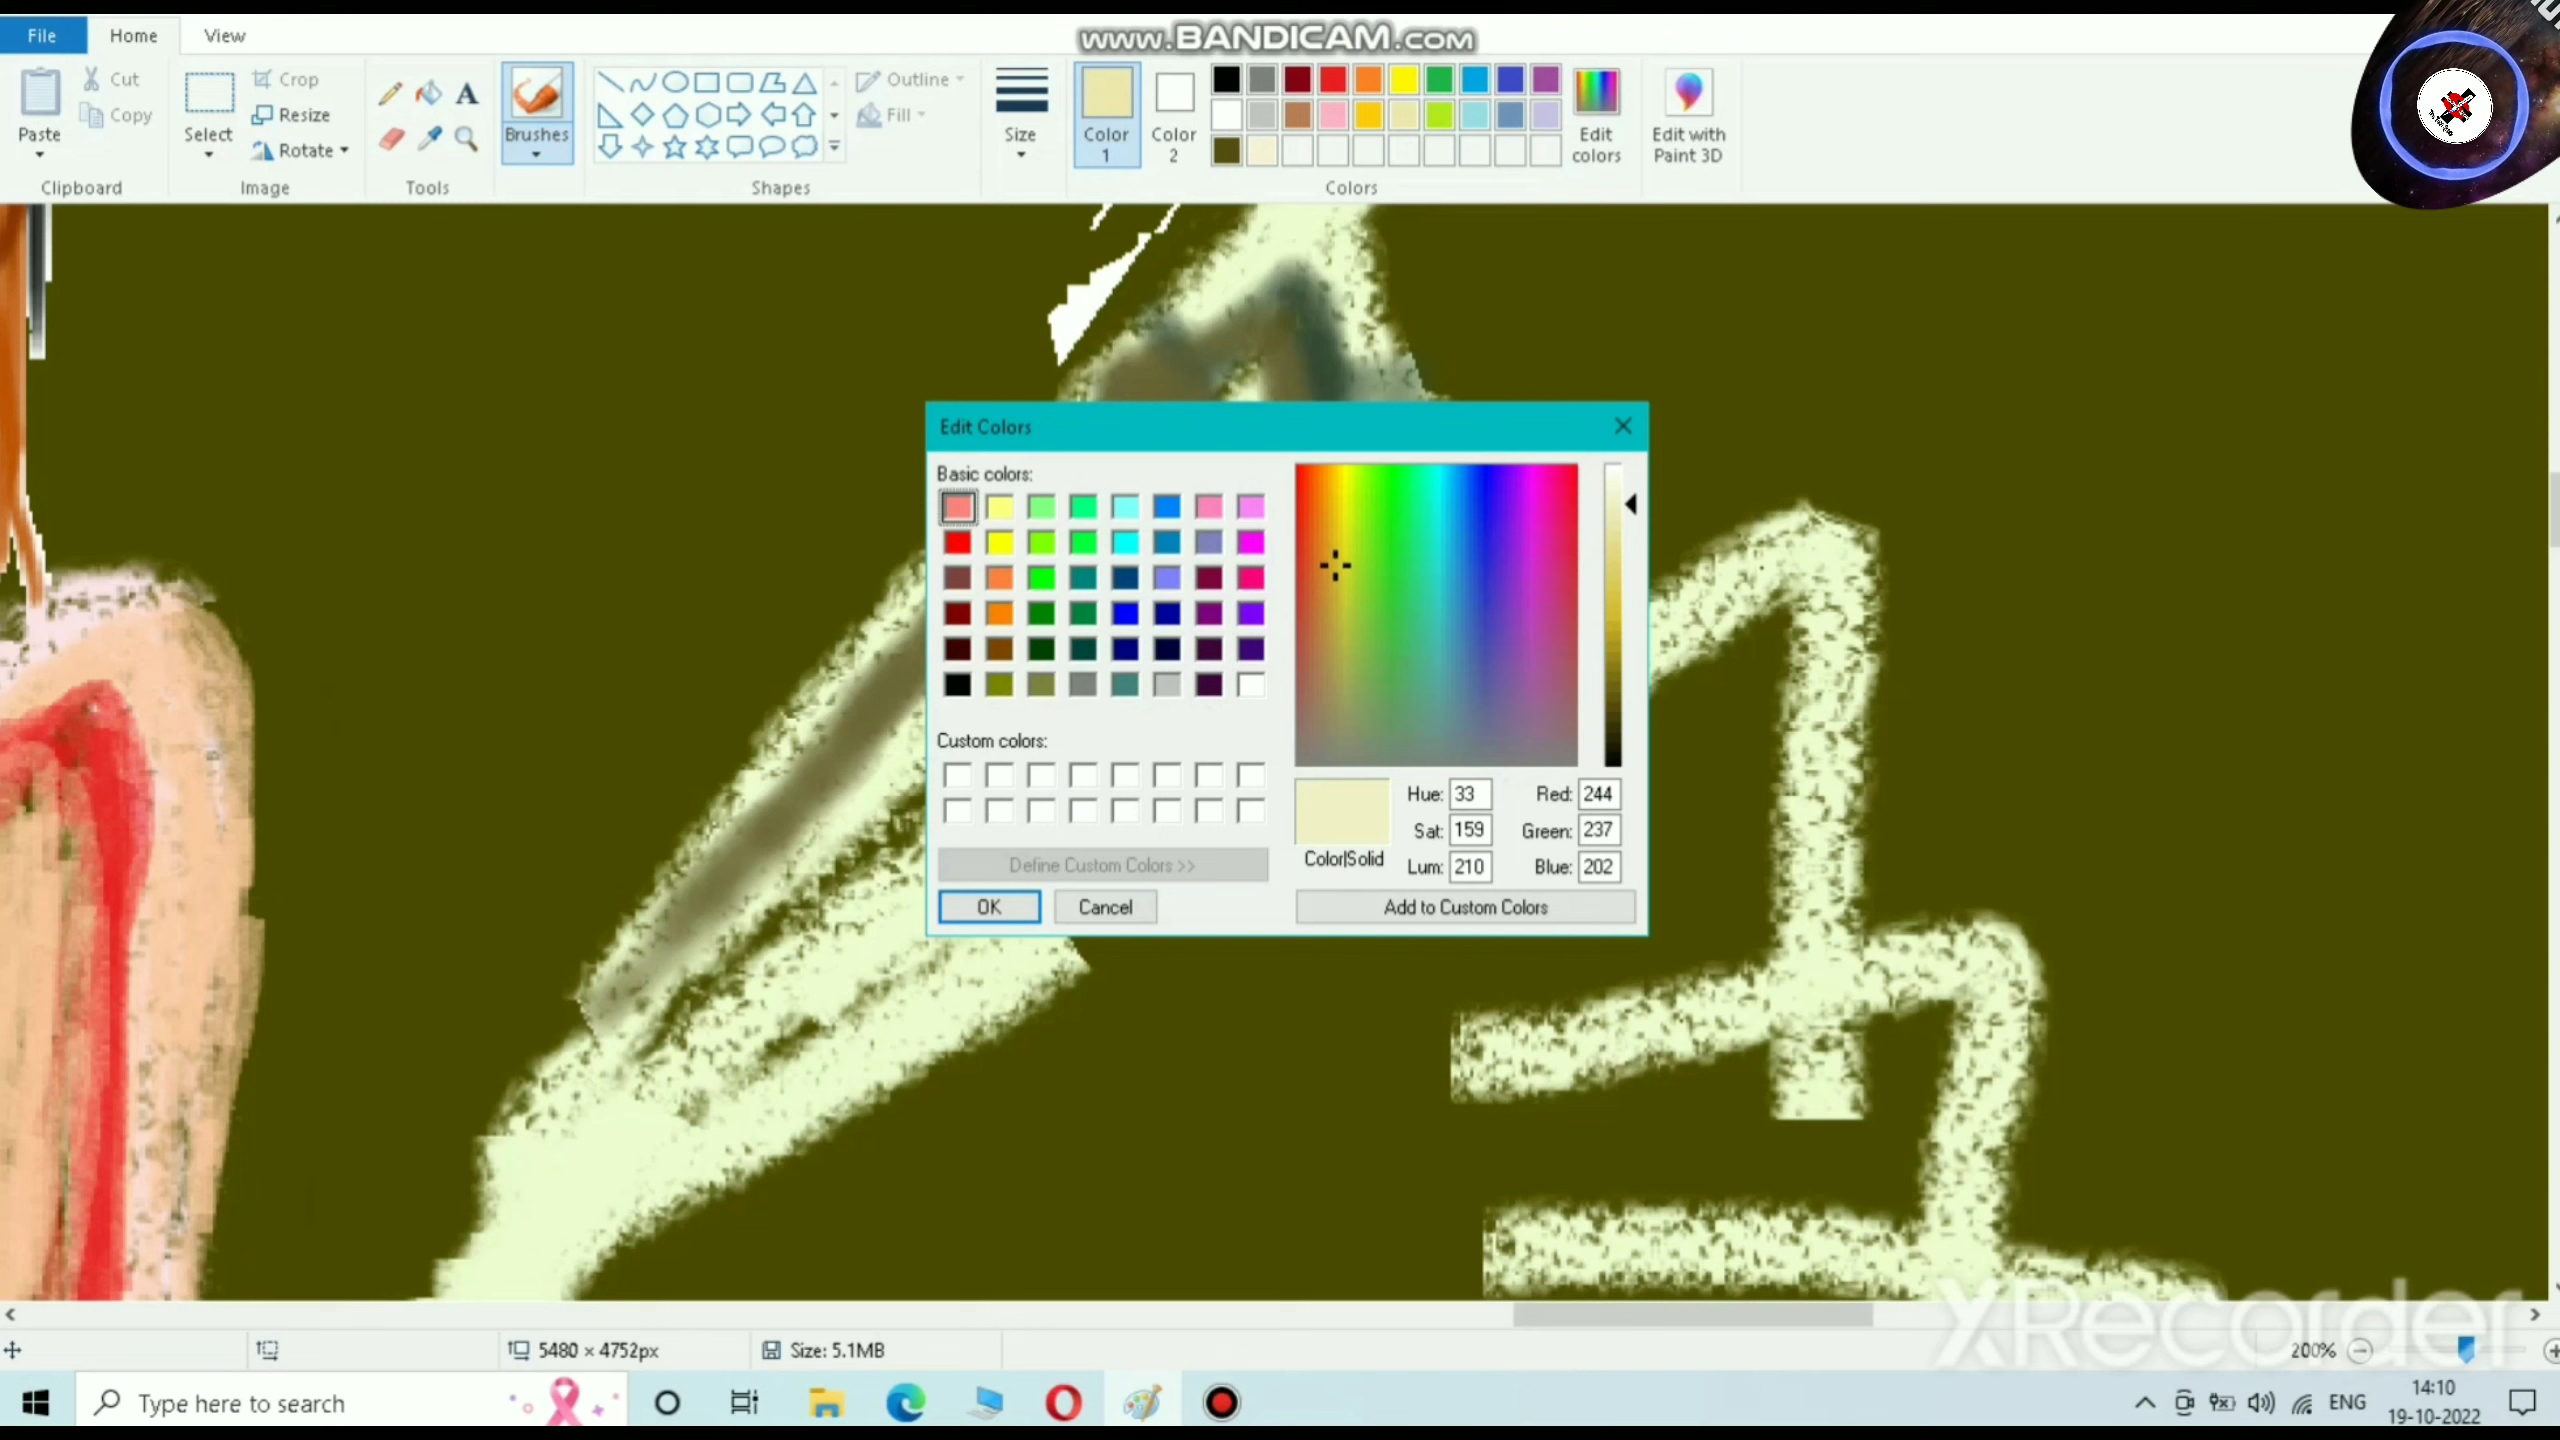 File Home View
www.BANDICAM.com
Paste
Cut
Copy
Clipboard
Select
Crop
Resize
Rotate
Image
A
Tools
Brushes
Outline
Fill
Shapes
Size
Color 1
Color 2
Edit colors
Colors
Edit with Paint 3D
Edit Colors
Basic colors:
Custom colors:
Define Custom Colors >>
OK Cancel
Color|Solid
Hue: 33 Red: 244
Sat: 159 Green: 237
Lum: 210 Blue: 202
Add to Custom Colors
XRecorder
5480 × 4752px Size: 5.1MB 200%
Type here to search
ENG
14:10
19-10-2022